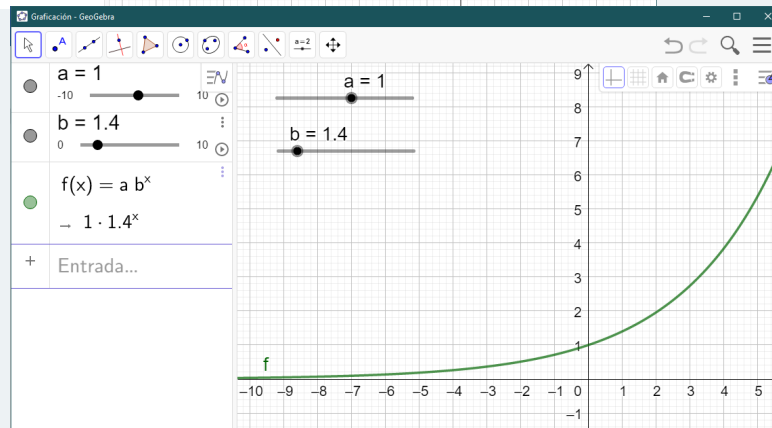 Graficación - GeoGebra
A
a=2
a = 1
-10
10
b = 1.4
0
10
f(x) = a bˣ
→ 1 · 1.4ˣ
+
Entrada...
a = 1
b = 1.4
f
9
8
7
6
5
4
3
2
1
–10 –9 –8 –7 –6 –5 –4 –3 –2 –1 0 1 2 3 4 5
–1